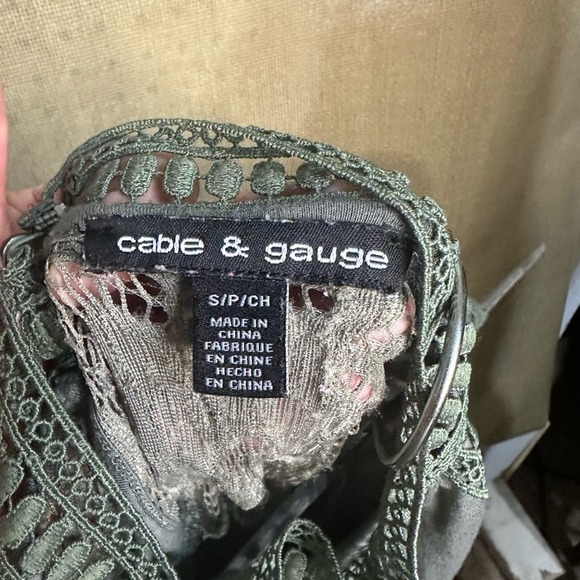 cable & gauge
S/P/CH
MADE IN
CHINA
FABRIQUE
EN CHINE
HECHO
EN CHINA